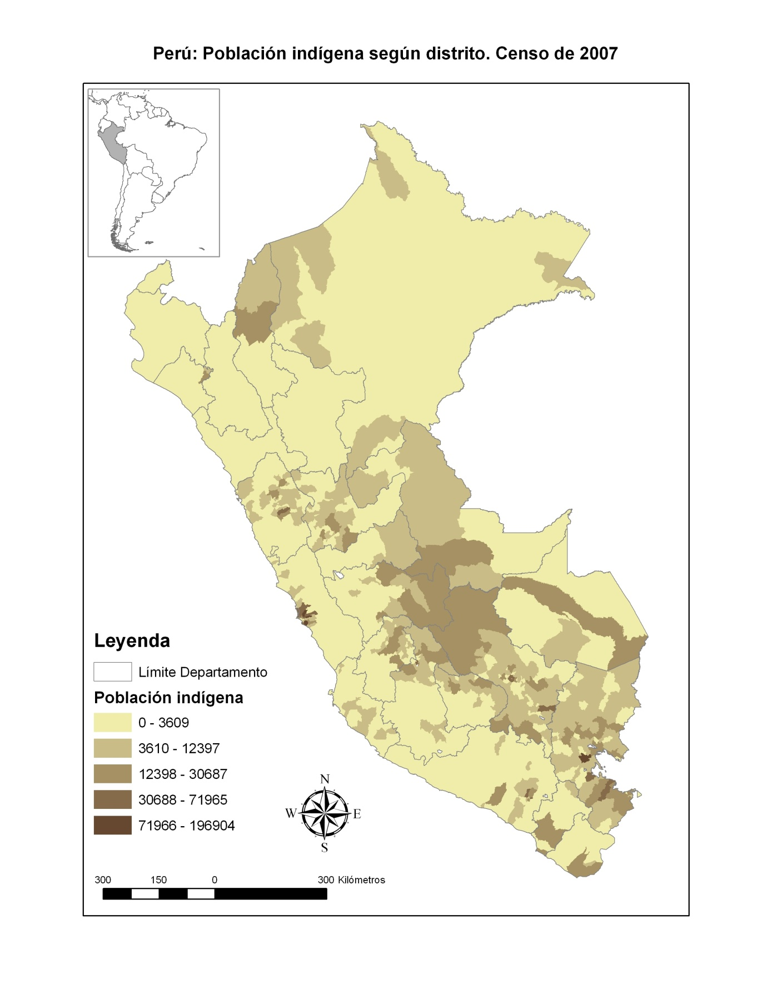 Perú: Población indígena según distrito. Censo de 2007
Leyenda
Límite Departamento
Población indígena
0 - 3609
3610 - 12397
12398 - 30687
30688 - 71965
71966 - 196904
N
W
E
S
300 150 0 300 Kilómetros